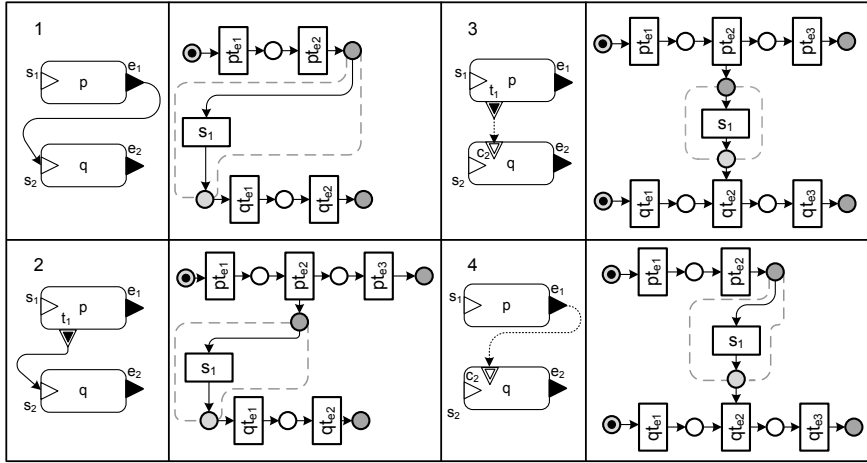 1
s1
p
e1
s2
q
e2
pte1
pte2
s1
qte1
qte2
3
s1
p
e1
t1
c2
q
e2
s2
pte1
pte2
pte3
s1
qte1
qte2
qte3
2
s1
p
e1
t1
s2
q
e2
pte1
pte2
pte3
s1
qte1
qte2
4
s1
p
e1
c2
q
e2
s2
pte1
pte2
s1
qte1
qte2
qte3